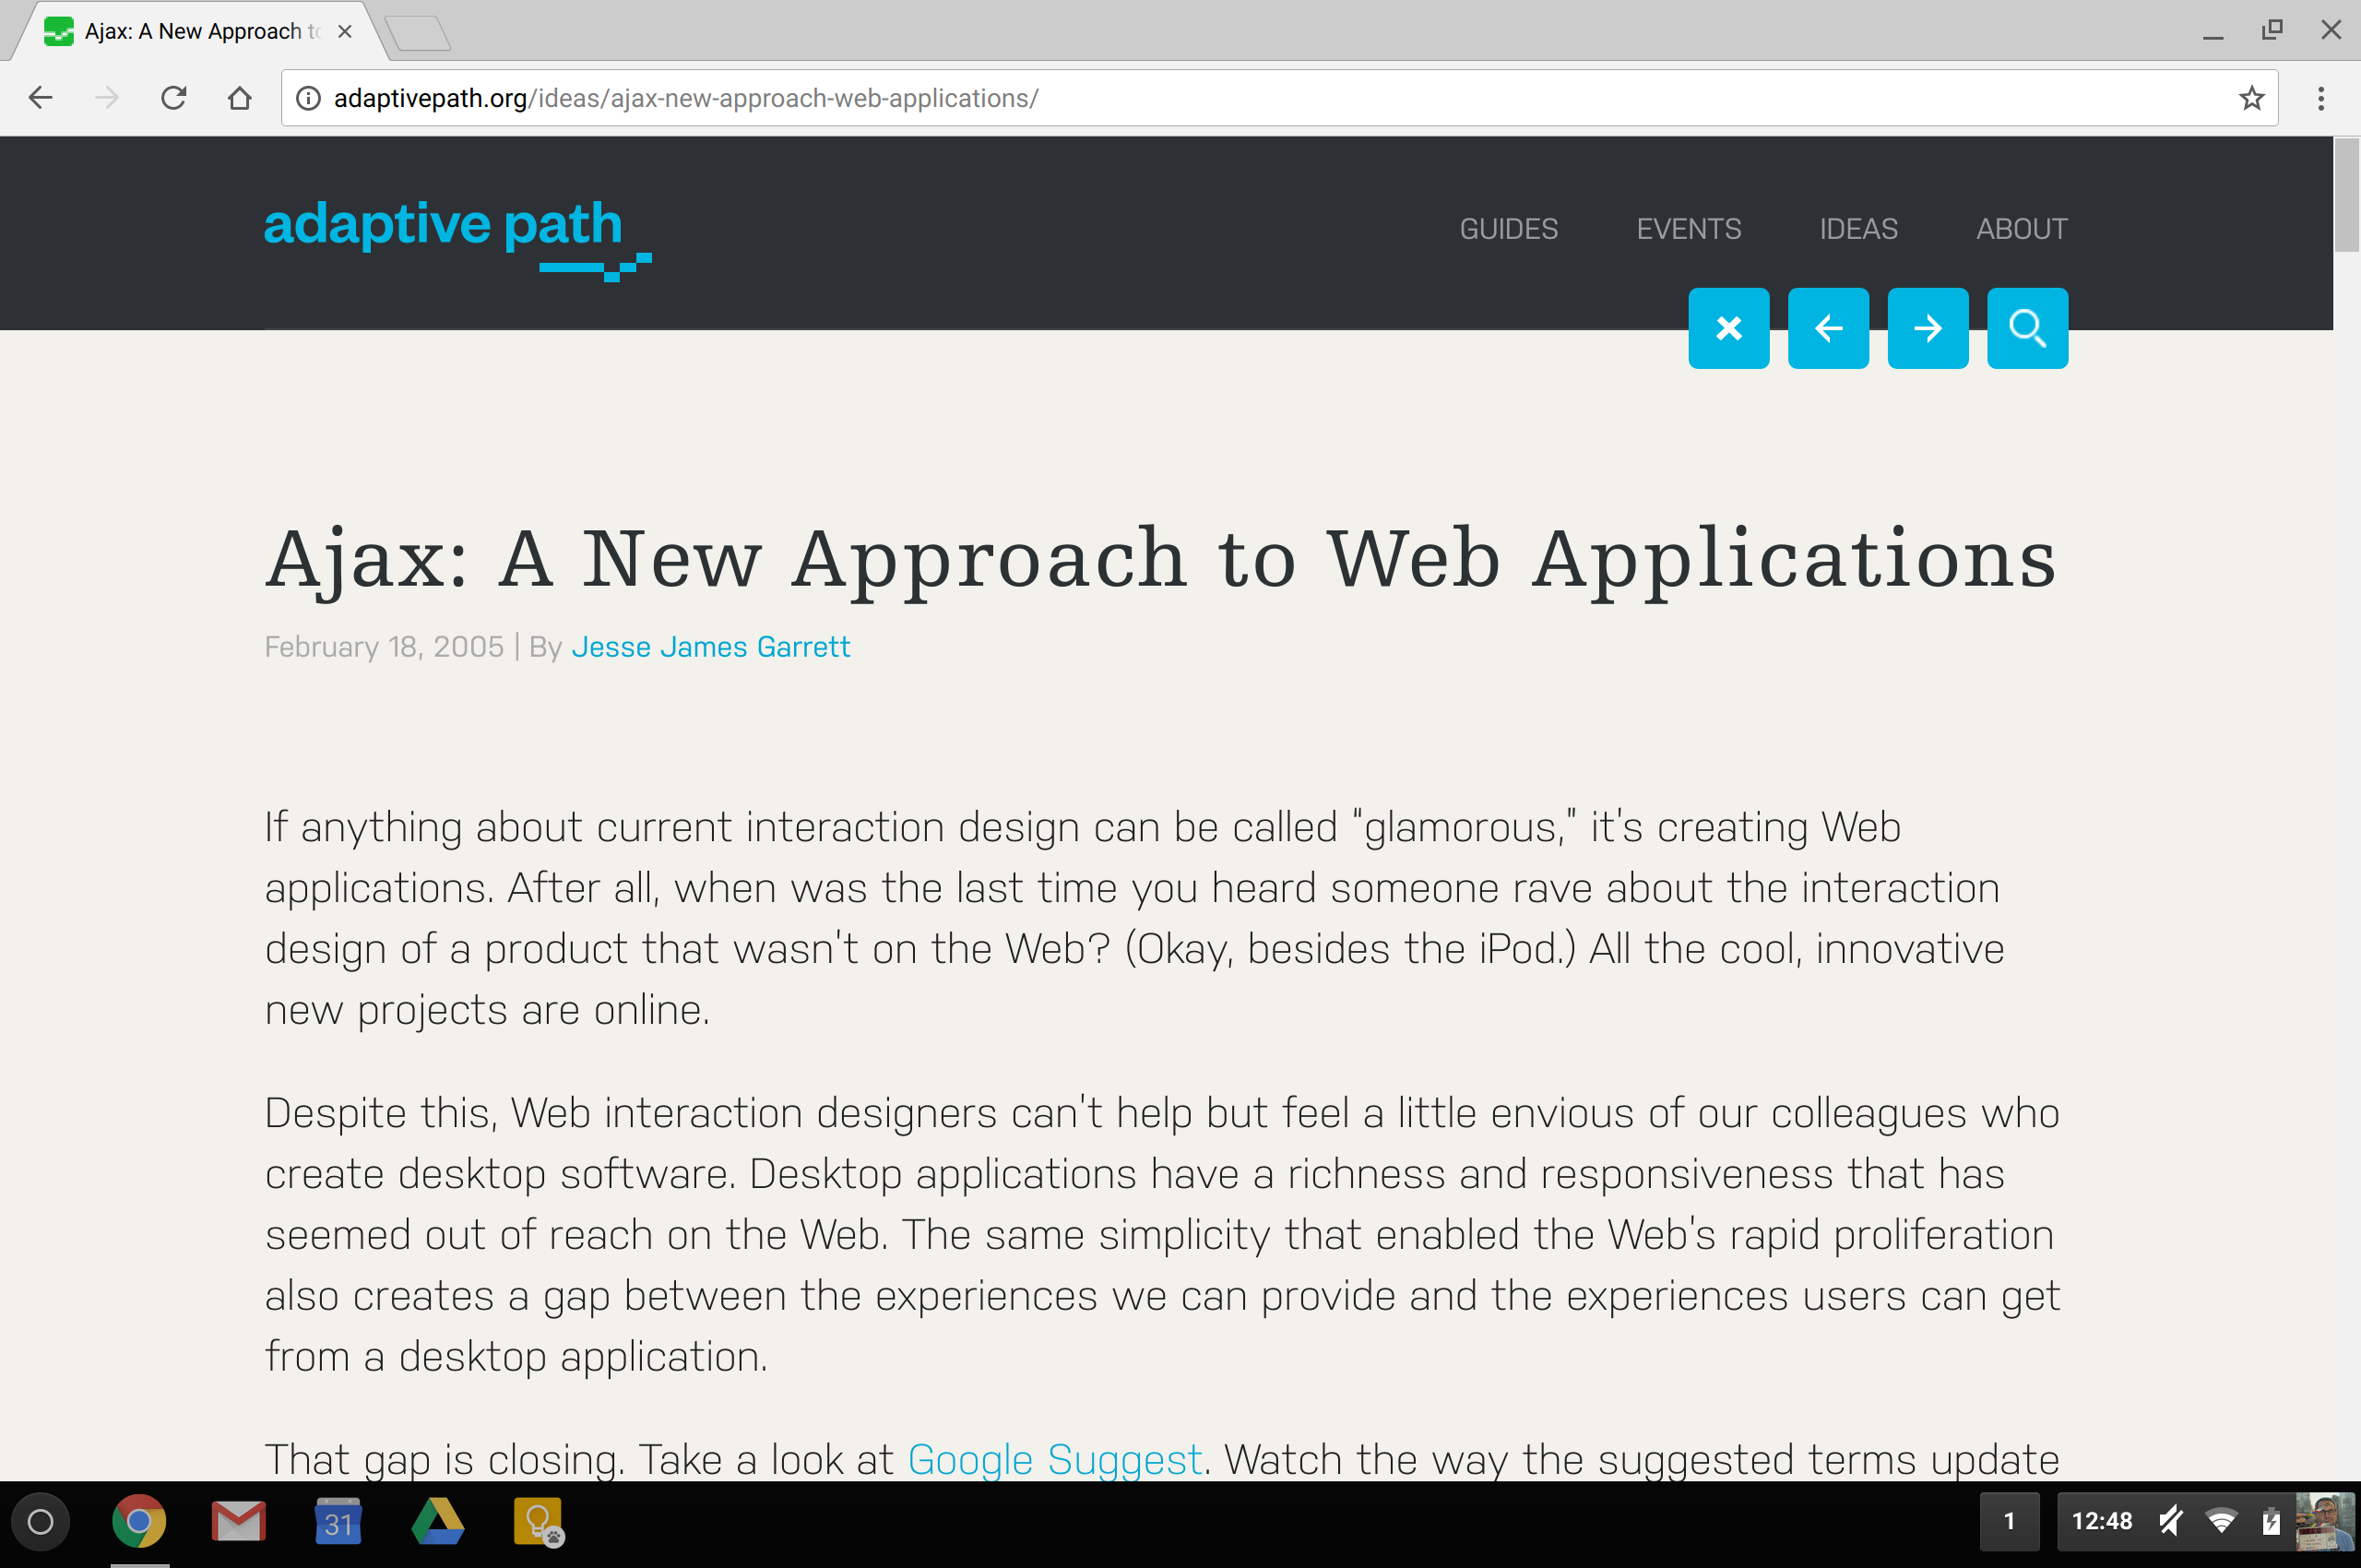 Ajax: A New Approach to
adaptivepath.org/ideas/ajax-new-approach-web-applications/
adaptive path
GUIDES EVENTS IDEAS ABOUT
Ajax: A New Approach to Web Applications
February 18, 2005 | By Jesse James Garrett
If anything about current interaction design can be called “glamorous,” it’s creating Web
applications. After all, when was the last time you heard someone rave about the interaction
design of a product that wasn’t on the Web? (Okay, besides the iPod.) All the cool, innovative
new projects are online.
Despite this, Web interaction designers can’t help but feel a little envious of our colleagues who
create desktop software. Desktop applications have a richness and responsiveness that has
seemed out of reach on the Web. The same simplicity that enabled the Web’s rapid proliferation
also creates a gap between the experiences we can provide and the experiences users can get
from a desktop application.
That gap is closing. Take a look at Google Suggest. Watch the way the suggested terms update
31
1 12:48